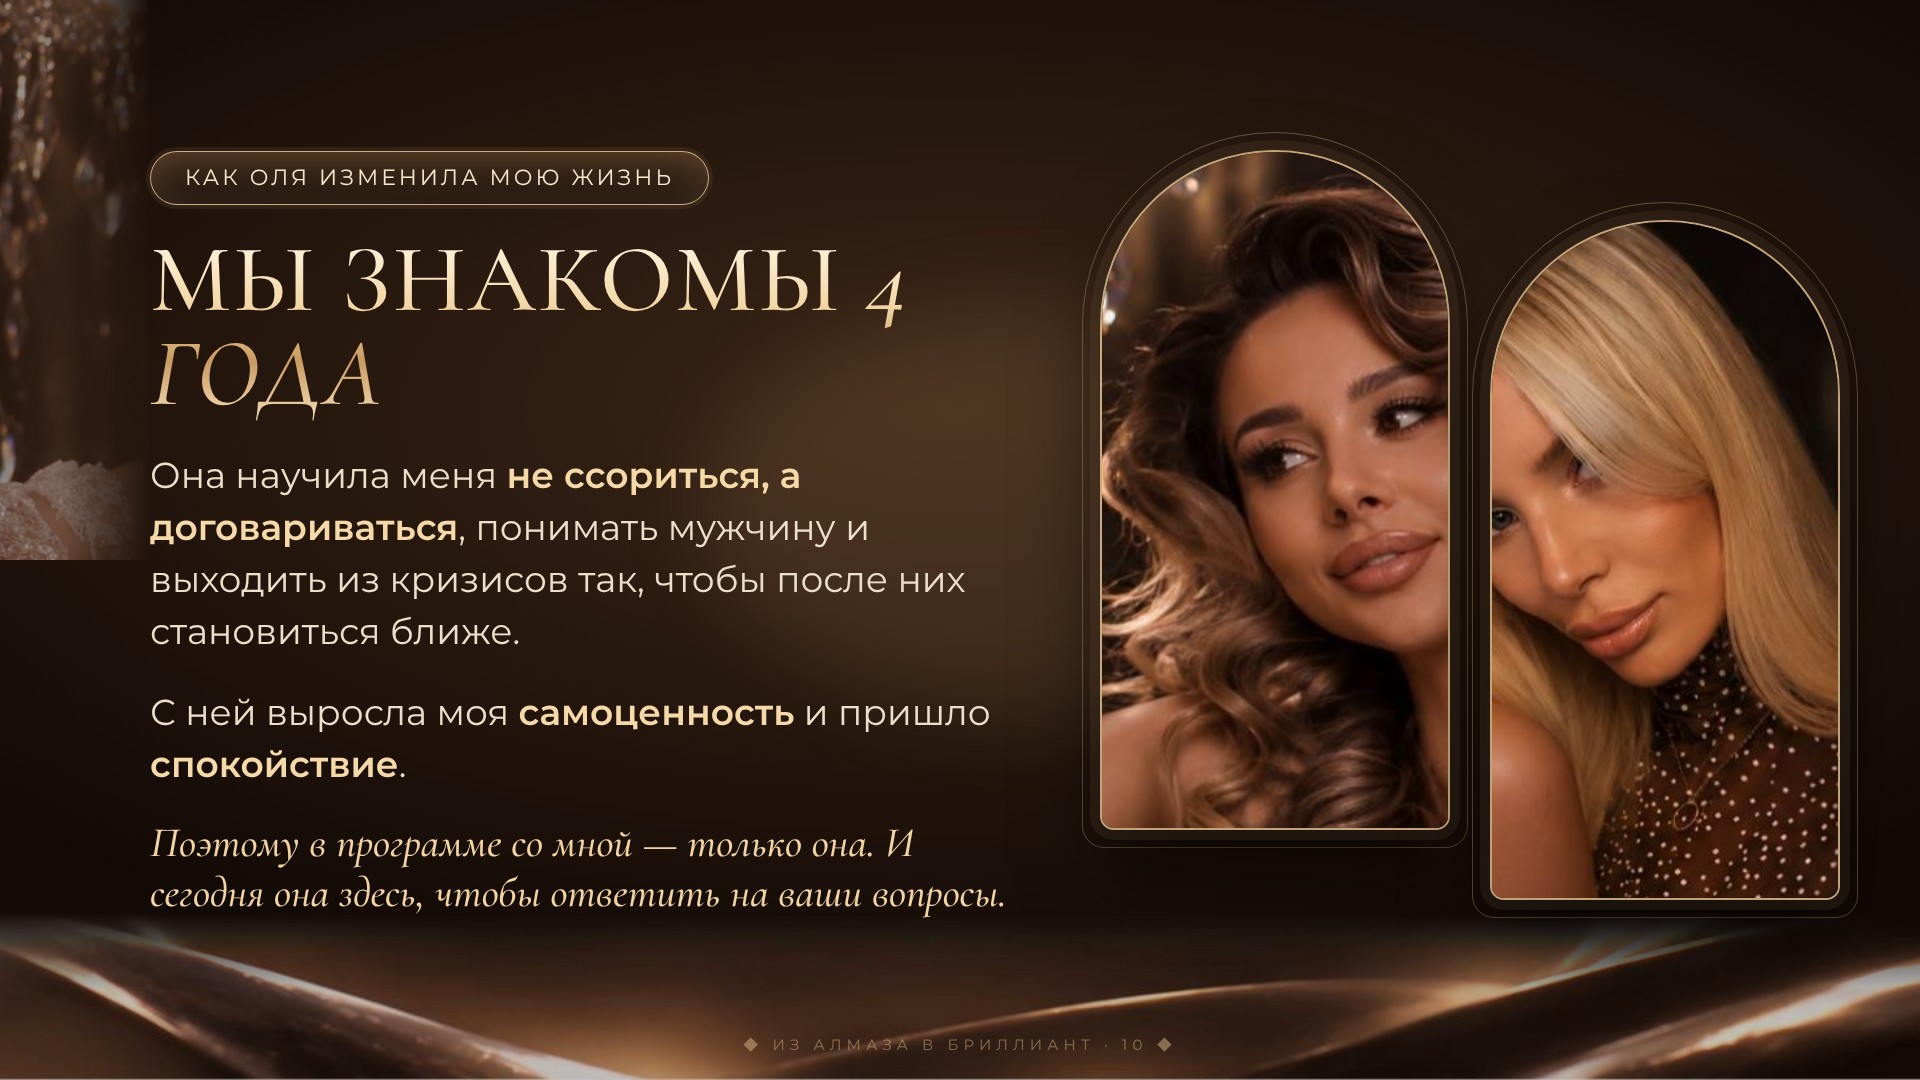 КАК ОЛЯ ИЗМЕНИЛА МОЮ ЖИЗНЬ
МЫ ЗНАКОМЫ 4
ГОДА
Она научила меня не ссориться, а
договариваться, понимать мужчину и
выходить из кризисов так, чтобы после них
становиться ближе.
С ней выросла моя самоценность и пришло
спокойствие.
Поэтому в программе со мной — только она. И
сегодня она здесь, чтобы ответить на ваши вопросы.
◆ ИЗ АЛМАЗА В БРИЛЛИАНТ · 10 ◆